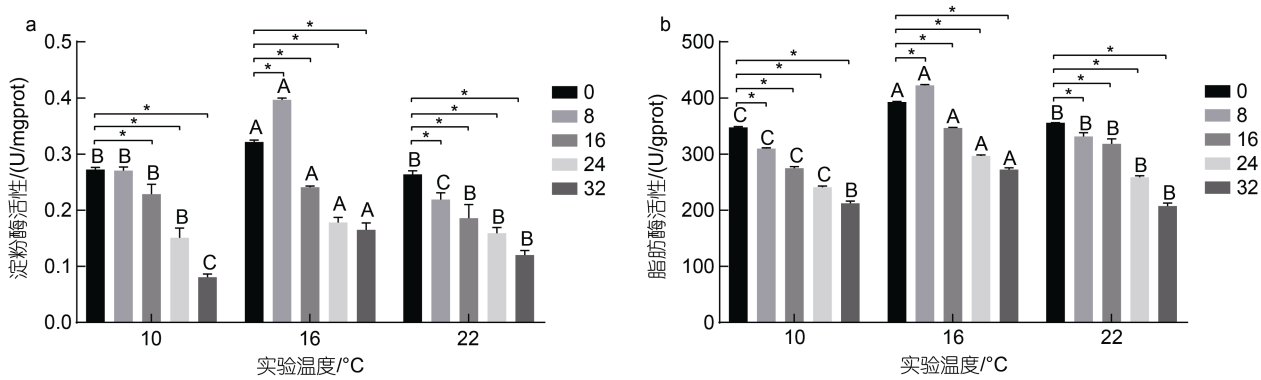 a
淀粉酶活性/(U/mgprot)
0.5
0.4
0.3
0.2
0.1
0.0
* * *
B B A B C
* * * *
A A A A A
* * * *
B C B B B
10 16 22
实验温度/°C
0
8
16
24
32
b
脂肪酶活性/(U/gprot)
500
400
300
200
100
0
* * * *
C C C C B
* * * *
A A A A A
* * * *
B B B B B
10 16 22
实验温度/°C
0
8
16
24
32